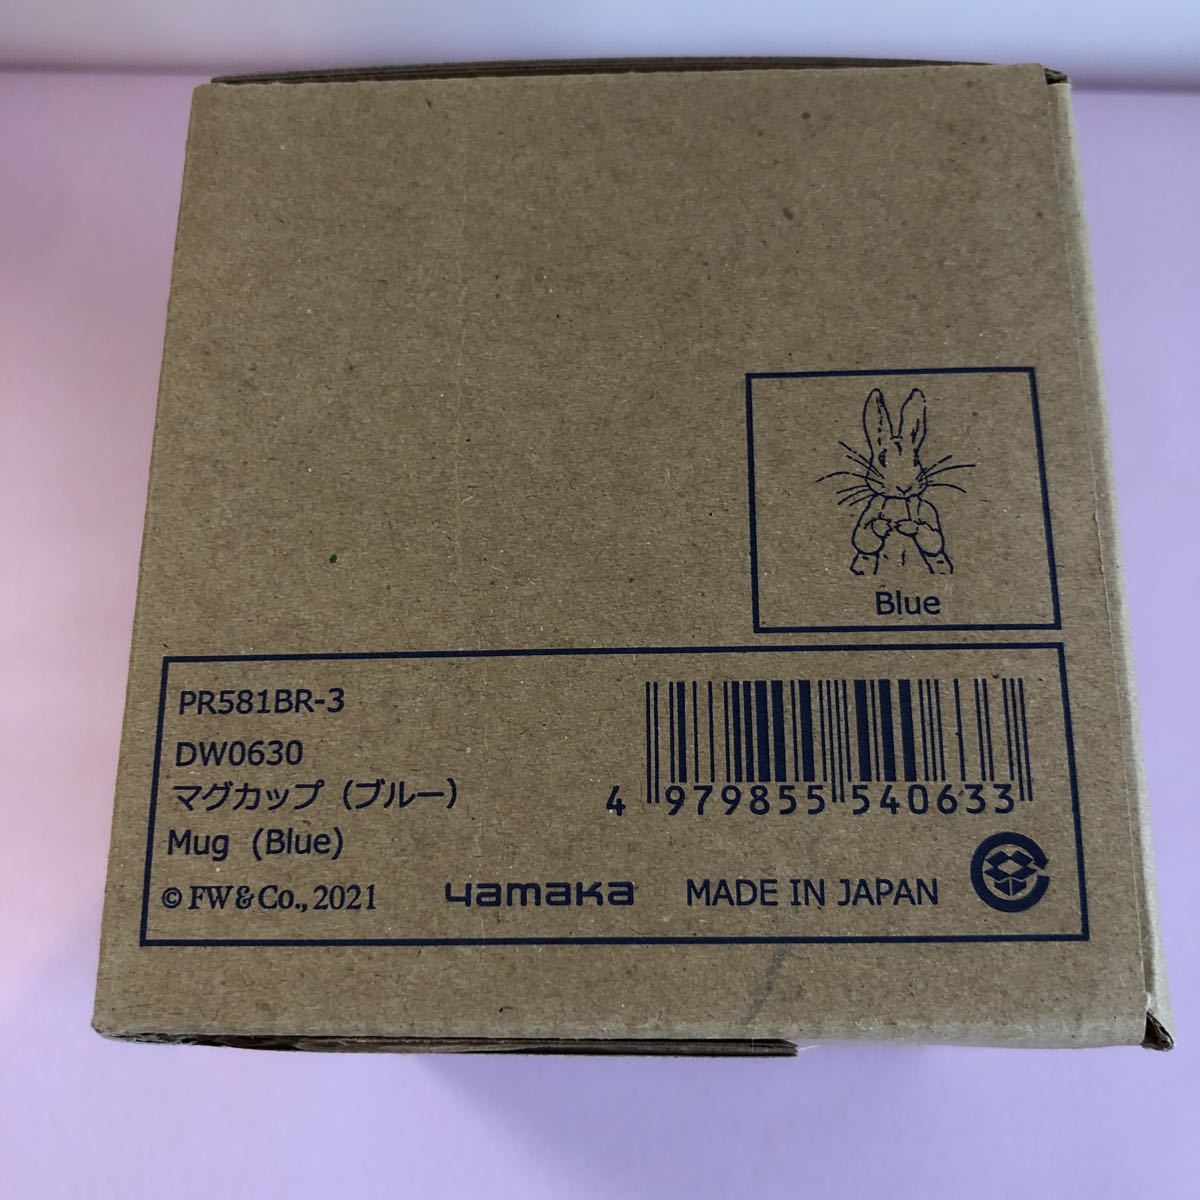 Blue
PR581BR-3
DW0630
マグカップ（ブルー）
Mug (Blue)
© FW & Co., 2021
yamaka
MADE IN JAPAN
4 979855 540633